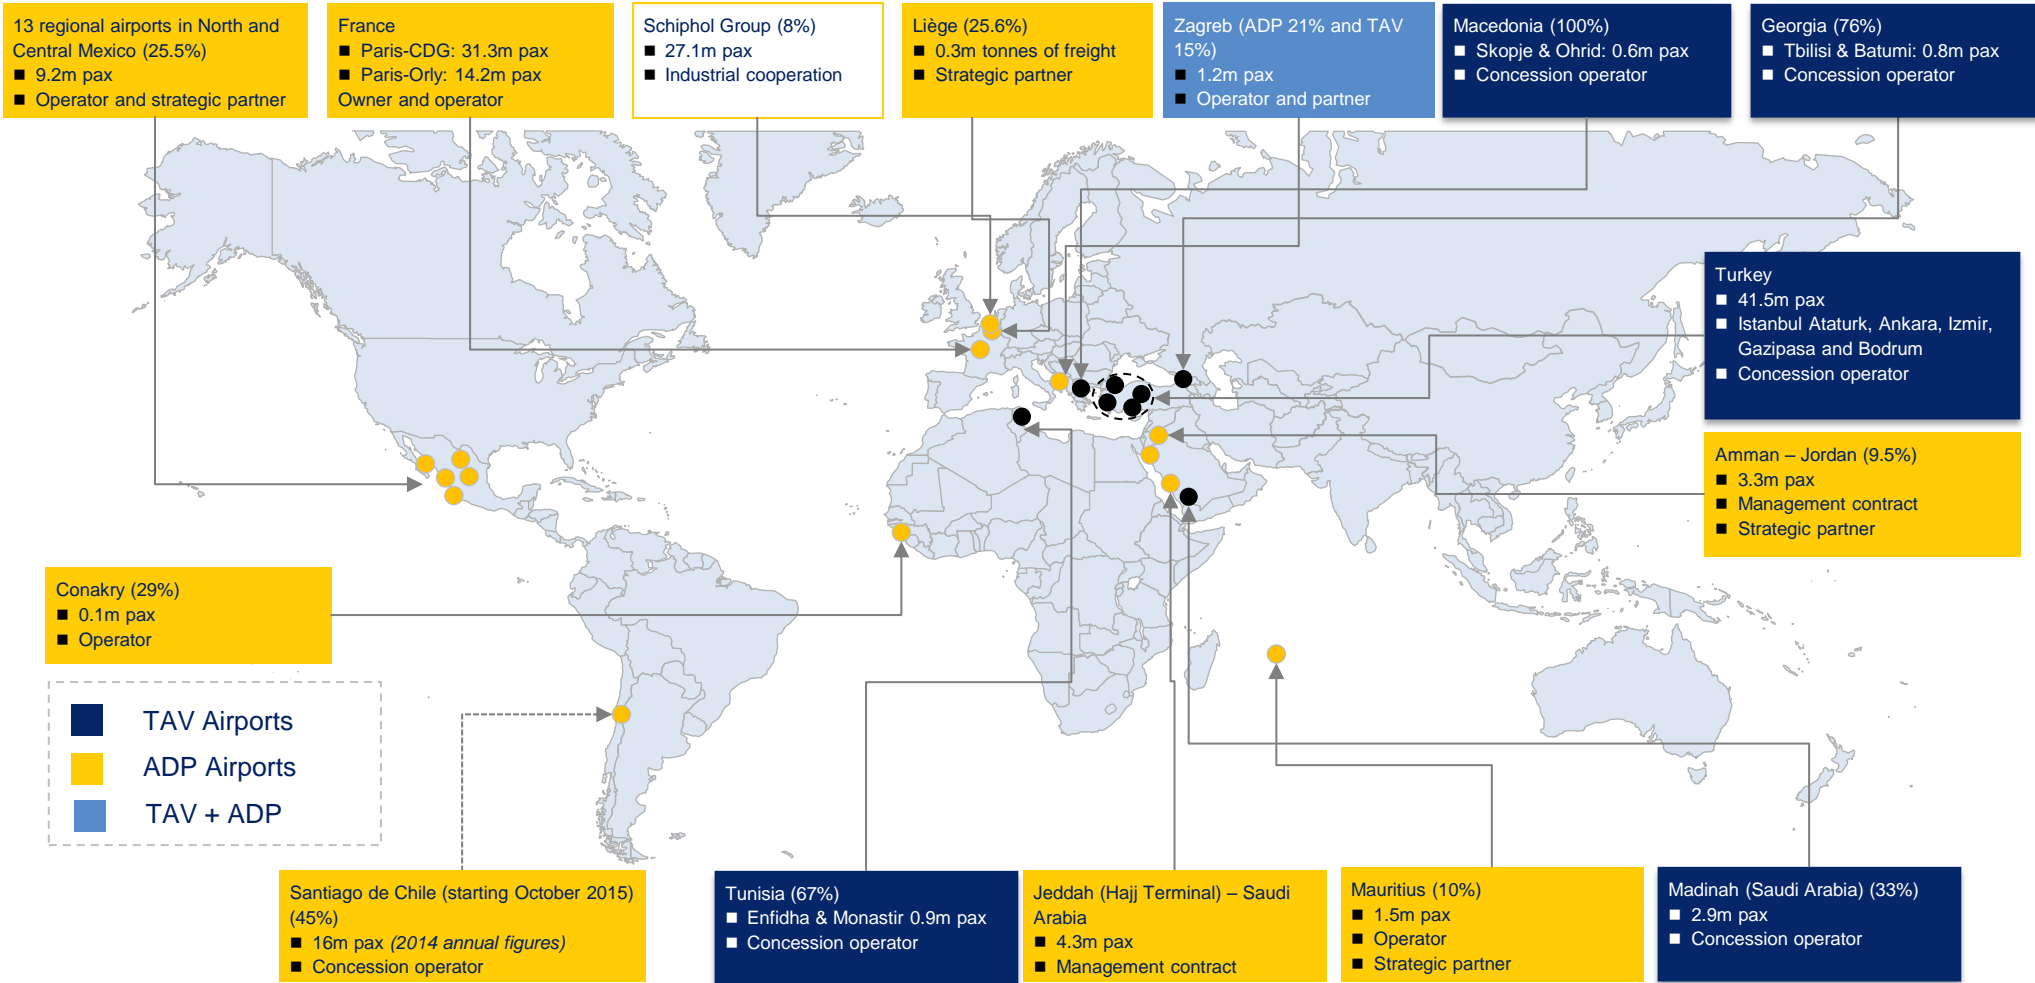 13 regional airports in North and
Central Mexico (25.5%)
■ 9.2m pax
■ Operator and strategic partner
France
■ Paris-CDG: 31.3m pax
■ Paris-Orly: 14.2m pax
Owner and operator
Schiphol Group (8%)
■ 27.1m pax
■ Industrial cooperation
Liège (25.6%)
■ 0.3m tonnes of freight
■ Strategic partner
Zagreb (ADP 21% and TAV
15%)
■ 1.2m pax
■ Operator and partner
Macedonia (100%)
■ Skopje & Ohrid: 0.6m pax
■ Concession operator
Georgia (76%)
■ Tbilisi & Batumi: 0.8m pax
■ Concession operator
Turkey
■ 41.5m pax
■ Istanbul Ataturk, Ankara, Izmir,
Gazipasa and Bodrum
■ Concession operator
Amman – Jordan (9.5%)
■ 3.3m pax
■ Management contract
■ Strategic partner
Conakry (29%)
■ 0.1m pax
■ Operator
TAV Airports
ADP Airports
TAV + ADP
Santiago de Chile (starting October 2015)
(45%)
■ 16m pax (2014 annual figures)
■ Concession operator
Tunisia (67%)
■ Enfidha & Monastir 0.9m pax
■ Concession operator
Jeddah (Hajj Terminal) – Saudi
Arabia
■ 4.3m pax
■ Management contract
Mauritius (10%)
■ 1.5m pax
■ Operator
■ Strategic partner
Madinah (Saudi Arabia) (33%)
■ 2.9m pax
■ Concession operator